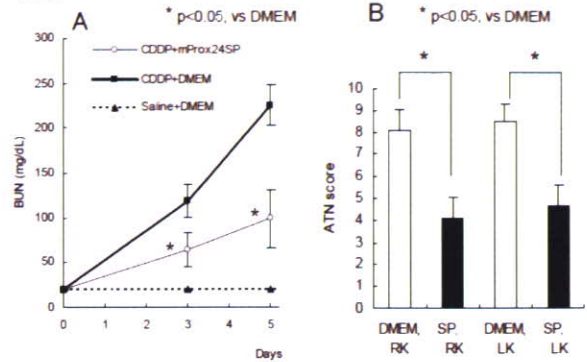 A
* p<0.05, vs DMEM
300
250
200
150
100
50
0
BUN (mg/dL)
CDDP+mProx24SP
CDDP+DMEM
Saline+DMEM
*
*
0 1 2 3 4 5
Days
B
* p<0.05, vs DMEM
10
9
8
7
6
5
4
3
2
1
0
ATN score
*
*
DMEM, SP, DMEM, SP,
RK RK LK LK